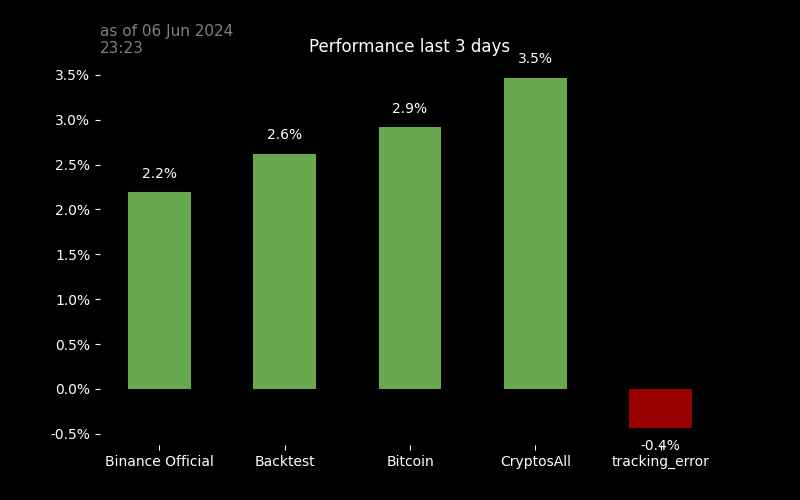 as of 06 Jun 2024
23:23
Performance last 3 days
3.5%
3.5%
3.0%
2.9%
2.6%
2.5%
2.2%
2.0%
1.5%
1.0%
0.5%
0.0%
-0.5%
-0.4%
Binance Official
Backtest
Bitcoin
CryptosAll
tracking_error